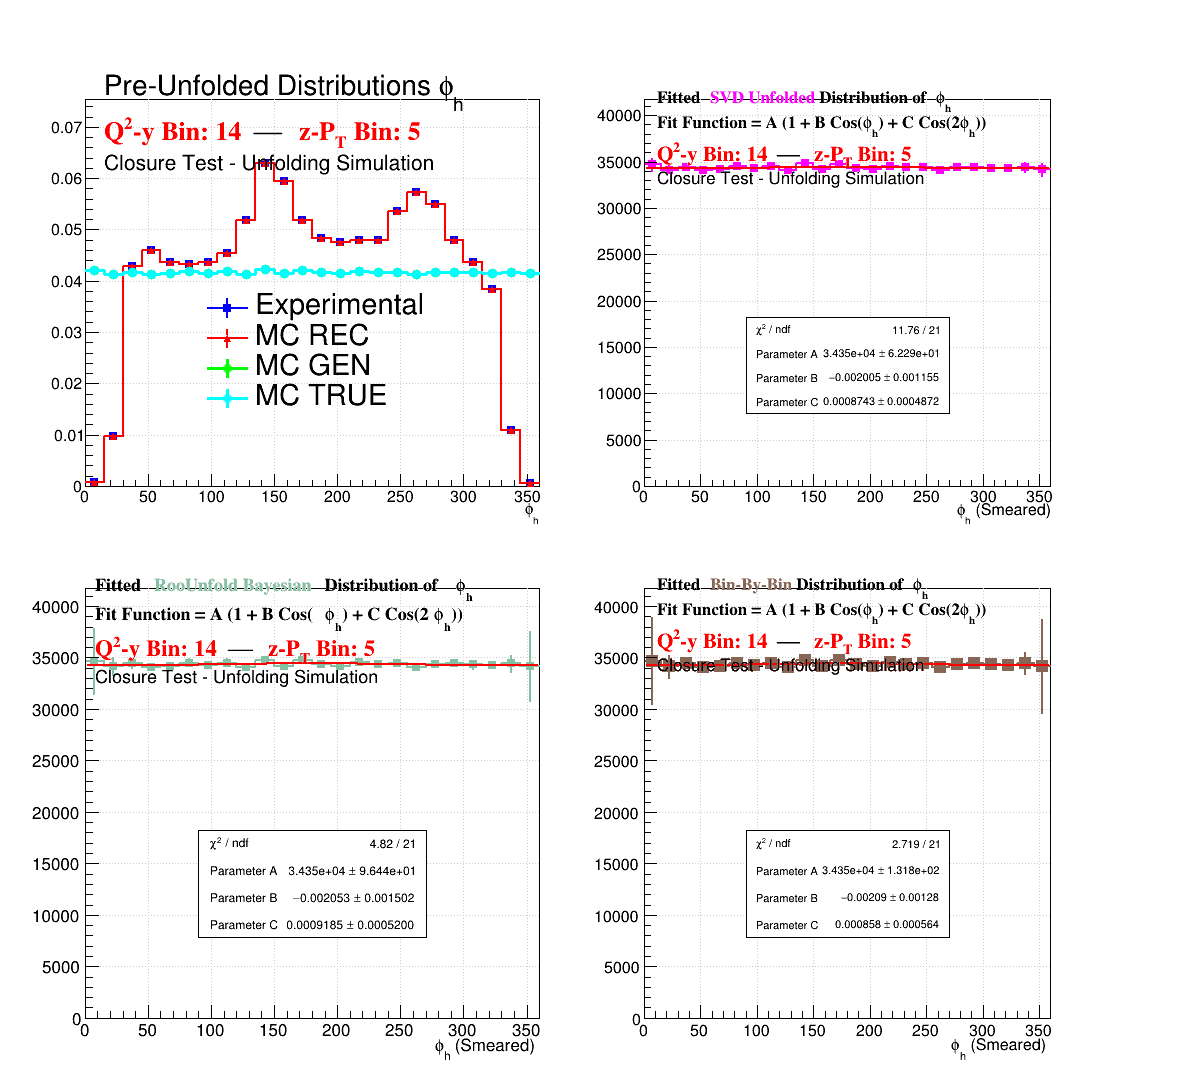 Pre-Unfolded Distributions ϕh
Q2-y Bin: 14 — z-PT Bin: 5
Closure Test - Unfolding Simulation
0.07
0.06
0.05
0.04
0.03
0.02
0.01
0
Experimental
MC REC
MC GEN
MC TRUE
0 50 100 150 200 250 300 350
ϕh
Fitted SVD Unfolded Distribution of ϕh
Fit Function = A (1 + B Cos(ϕh) + C Cos(2ϕh))
Q2-y Bin: 14 — z-PT Bin: 5
Closure Test - Unfolding Simulation
40000
35000
30000
25000
20000
15000
10000
5000
0
χ2 / ndf 11.76 / 21
Parameter A 3.435e+04 ± 6.229e+01
Parameter B −0.002005 ± 0.001155
Parameter C 0.0008743 ± 0.0004872
0 50 100 150 200 250 300 350
ϕh (Smeared)
Fitted RooUnfold Bayesian Distribution of ϕh
Fit Function = A (1 + B Cos( ϕh) + C Cos(2 ϕh))
Q2-y Bin: 14 — z-PT Bin: 5
Closure Test - Unfolding Simulation
40000
35000
30000
25000
20000
15000
10000
5000
0
χ2 / ndf 4.82 / 21
Parameter A 3.435e+04 ± 9.644e+01
Parameter B −0.002053 ± 0.001502
Parameter C 0.0009185 ± 0.0005200
0 50 100 150 200 250 300 350
ϕh (Smeared)
Fitted Bin-By-Bin Distribution of ϕh
Fit Function = A (1 + B Cos(ϕh) + C Cos(2ϕh))
Q2-y Bin: 14 — z-PT Bin: 5
Closure Test - Unfolding Simulation
40000
35000
30000
25000
20000
15000
10000
5000
0
χ2 / ndf 2.719 / 21
Parameter A 3.435e+04 ± 1.318e+02
Parameter B −0.00209 ± 0.00128
Parameter C 0.000858 ± 0.000564
0 50 100 150 200 250 300 350
ϕh (Smeared)